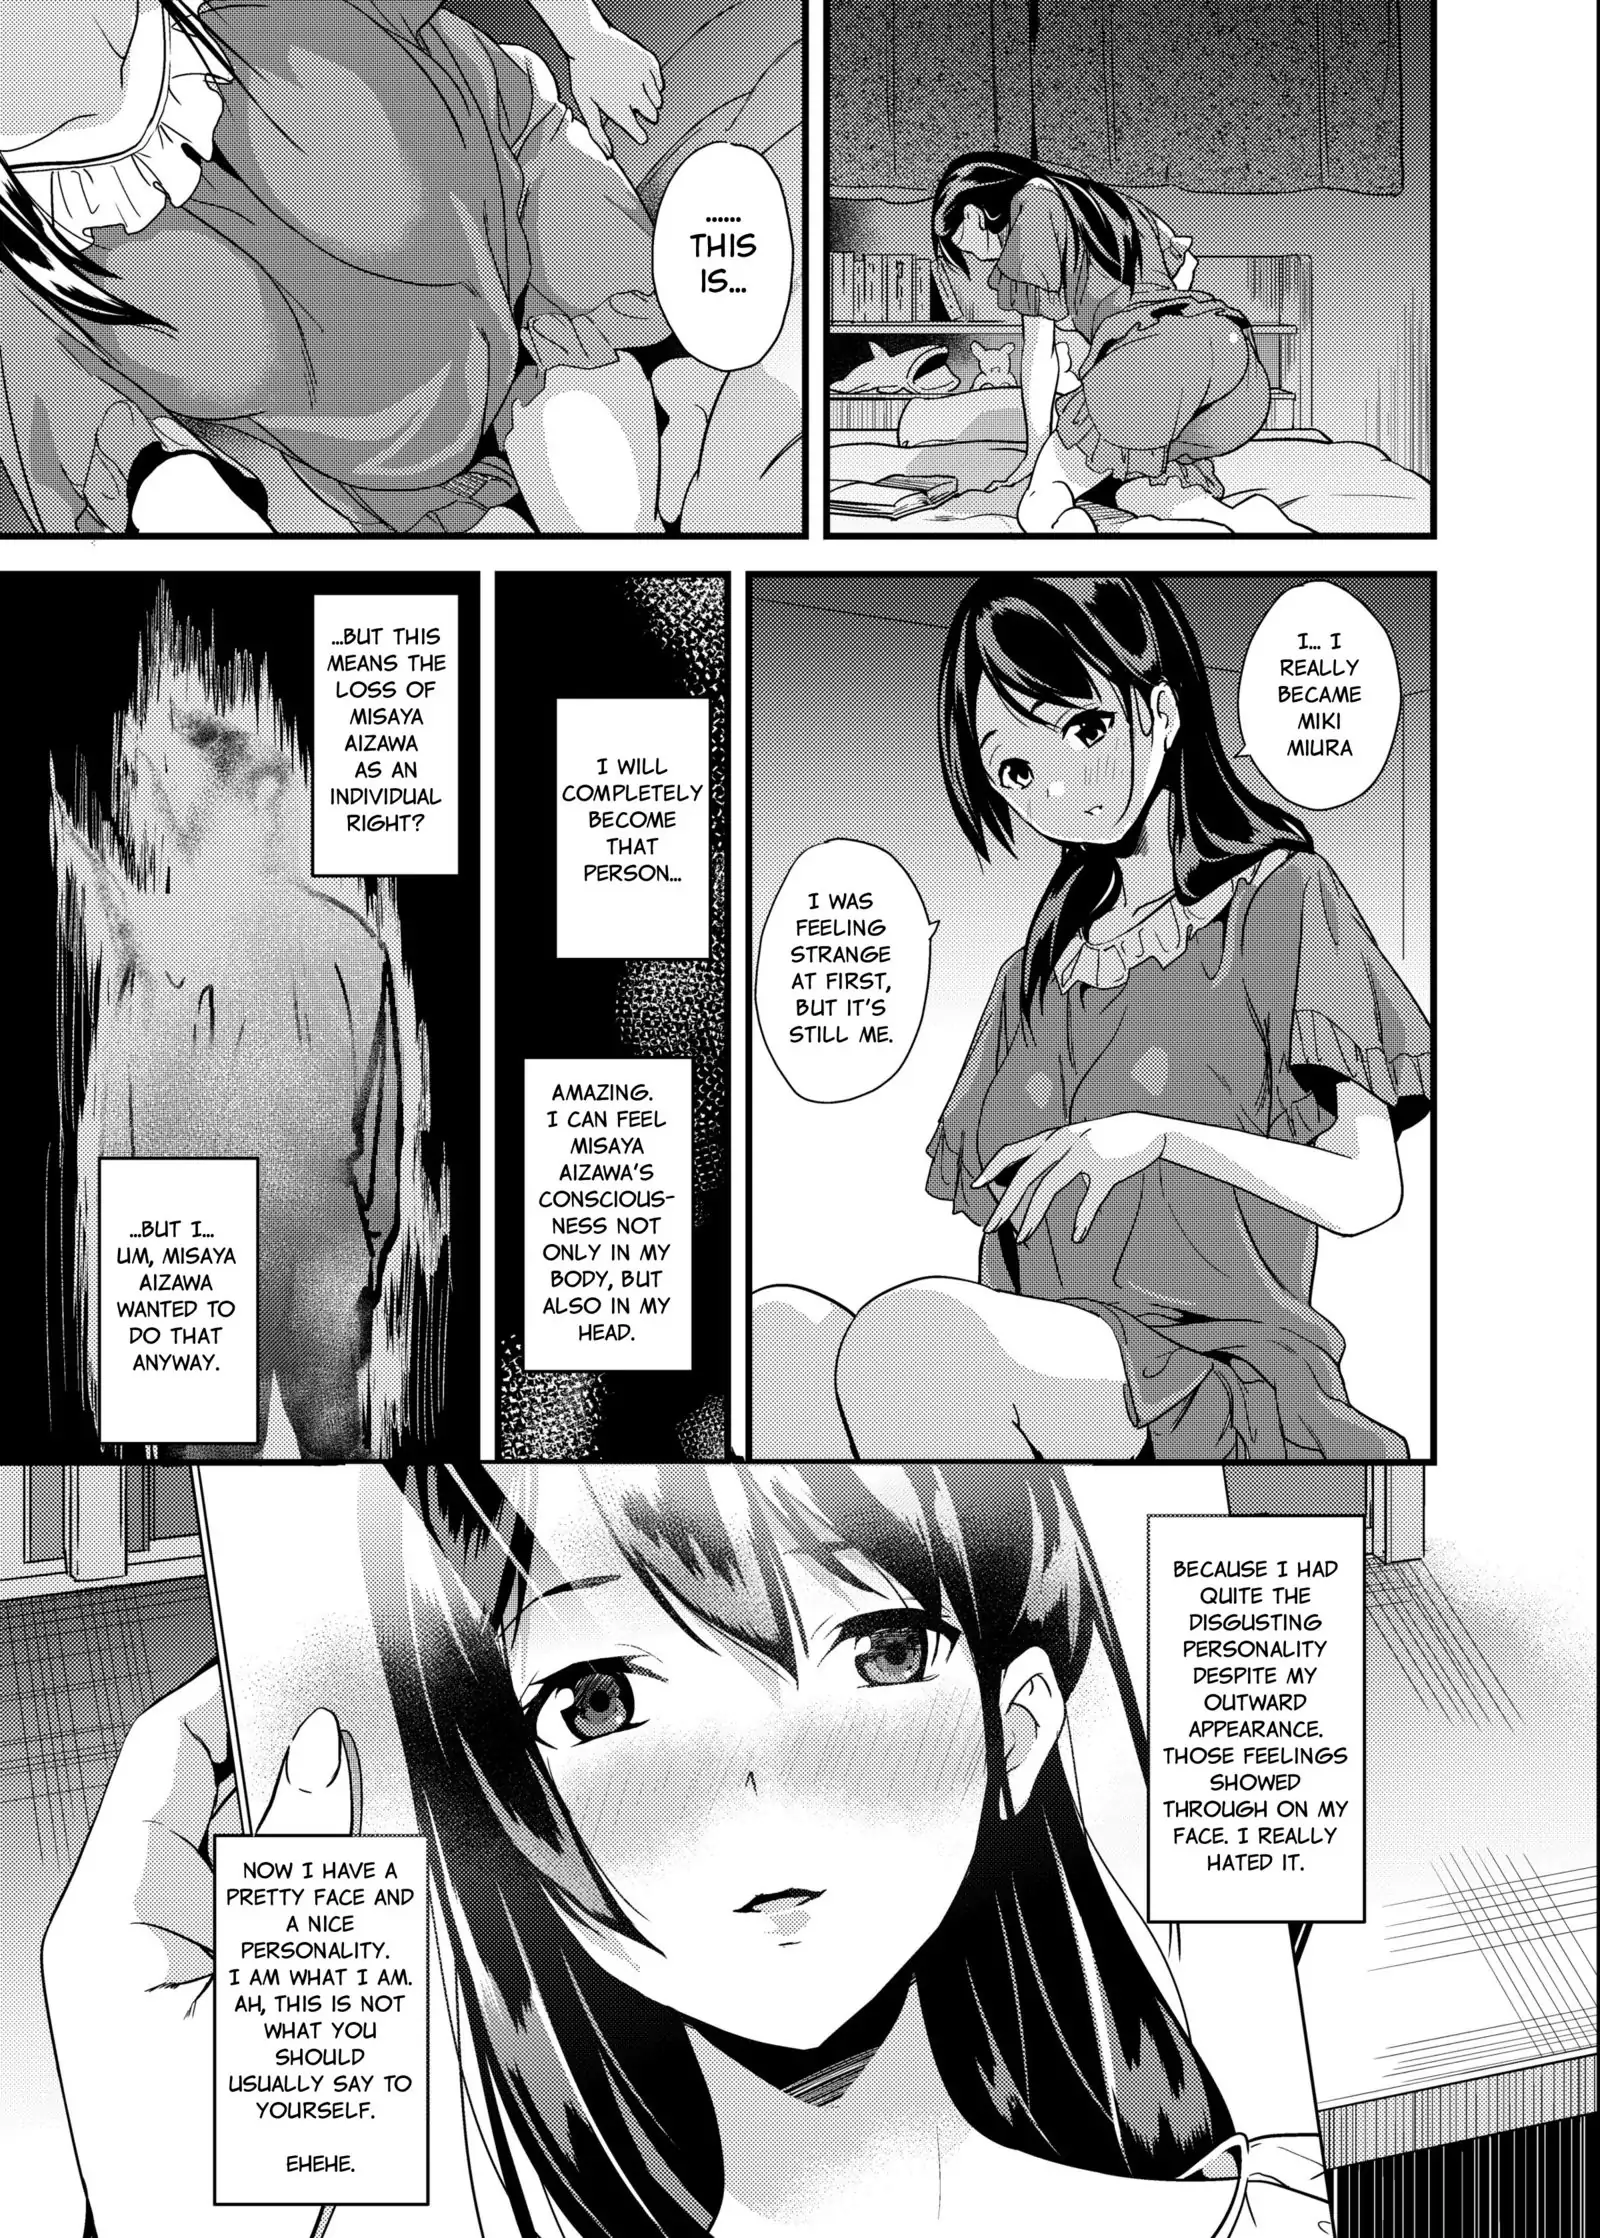 ......
THIS
IS...
I... I
REALLY
BECAME
MIKI
MIURA
I WAS
FEELING
STRANGE
AT FIRST,
BUT IT'S
STILL ME.
I WILL
COMPLETELY
BECOME
THAT
PERSON...
AMAZING.
I CAN FEEL
MISAYA
AIZAWA'S
CONSCIOUS-
NESS NOT
ONLY IN MY
BODY, BUT
ALSO IN MY
HEAD.
...BUT THIS
MEANS THE
LOSS OF
MISAYA
AIZAWA
AS AN
INDIVIDUAL
RIGHT?
...BUT I...
UM, MISAYA
AIZAWA
WANTED TO
DO THAT
ANYWAY.
BECAUSE I HAD
QUITE THE
DISGUSTING
PERSONALITY
DESPITE MY
OUTWARD
APPEARANCE.
THOSE FEELINGS
SHOWED
THROUGH ON MY
FACE. I REALLY
HATED IT.
NOW I HAVE A
PRETTY FACE AND
A NICE
PERSONALITY.
I AM WHAT I AM.
AH, THIS IS NOT
WHAT YOU
SHOULD
USUALLY SAY TO
YOURSELF.
EHEHE.